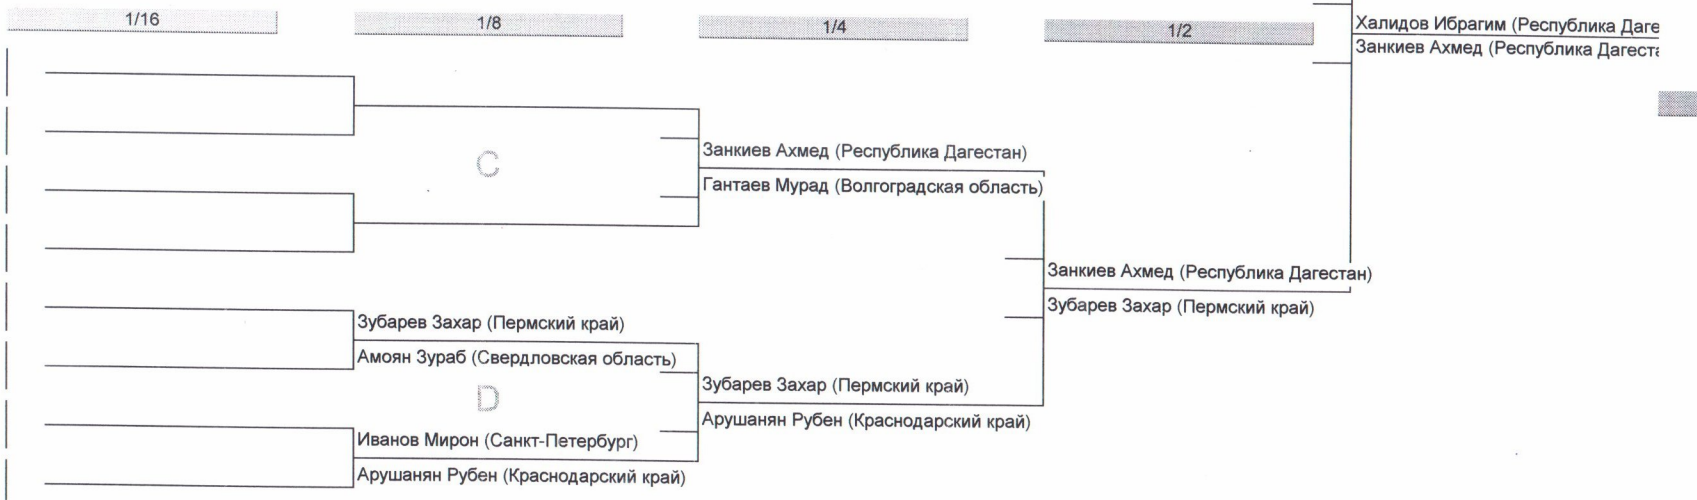 1/16
1/8
1/4
1/2
Халидов Ибрагим (Республика
Занкиев Ахмед (Республика
C
Занкиев Ахмед (Республика Дагестан)
Гантаев Мурад (Волгоградская область)
Занкиев Ахмед (Республика Дагестан)
Зубарев Захар (Пермский край)
Зубарев Захар (Пермский край)
Амоян Зураб (Свердловская область)
D
Зубарев Захар (Пермский край)
Арушанян Рубен (Краснодарский край)
Иванов Мирон (Санкт-Петербург)
Арушанян Рубен (Краснодарский край)